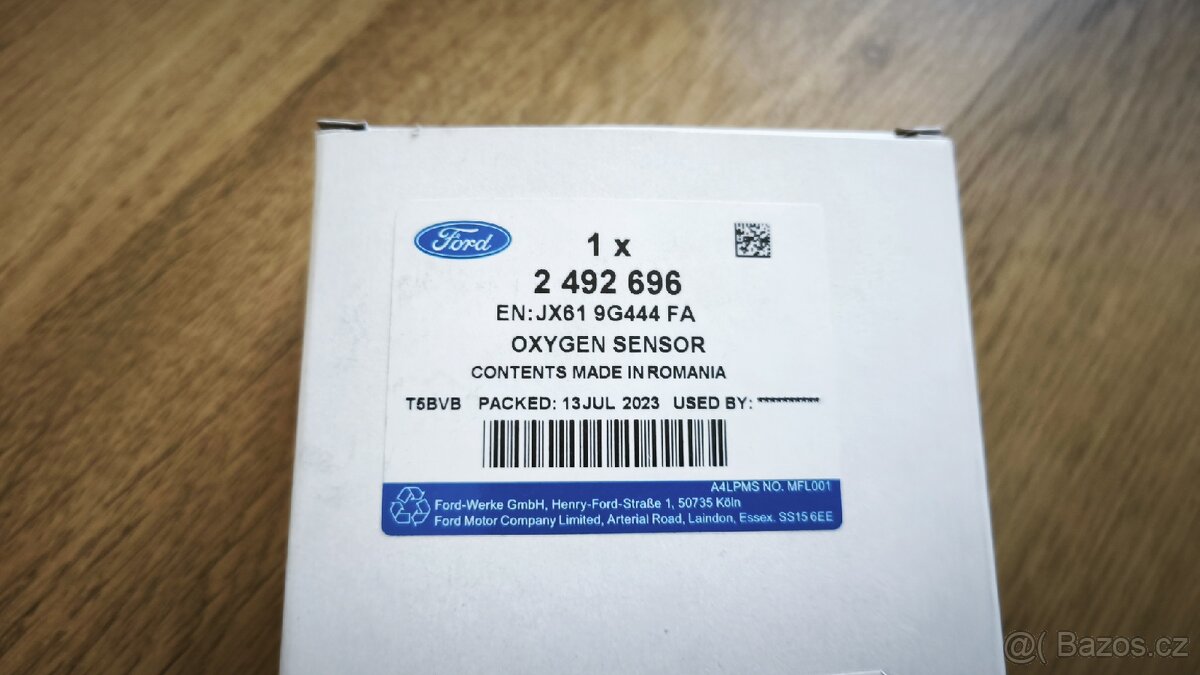 Ford
1 x
2 492 696
EN: JX61 9G444 FA
OXYGEN SENSOR
CONTENTS MADE IN ROMANIA
T5BVB PACKED: 13JUL 2023 USED BY: **********
A4LPMS NO. MFL001
Ford-Werke GmbH, Henry-Ford-Straße 1, 50735 Köln
Ford Motor Company Limited, Arterial Road, Laindon, Essex. SS15 6EE
@( Bazos.cz